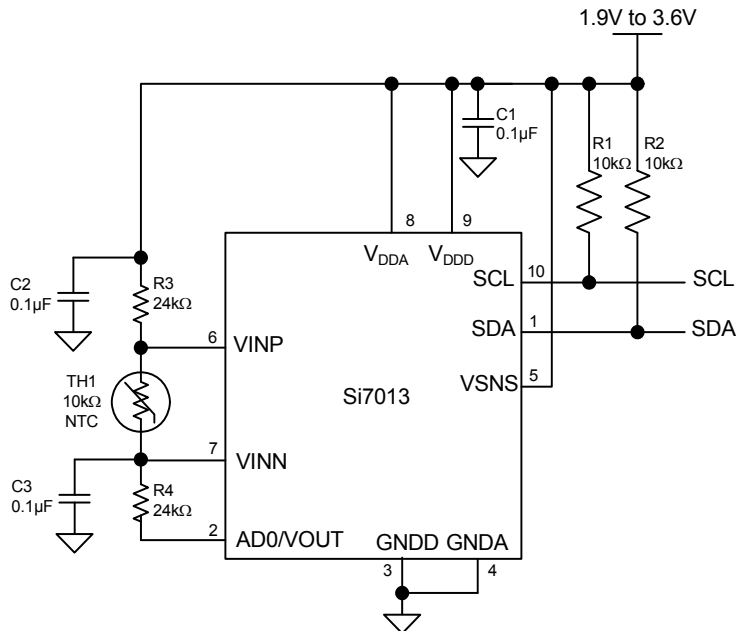 1.9V to 3.6V
C1
0.1µF
R1
10kΩ
R2
10kΩ
8
9
VDDA
VDDD
C2
0.1µF
R3
24kΩ
SCL
10
SCL
SDA
1
SDA
6
VINP
VSNS
5
TH1
10kΩ
NTC
Si7013
7
VINN
C3
0.1µF
R4
24kΩ
2
AD0/VOUT
GNDD
GNDA
3
4